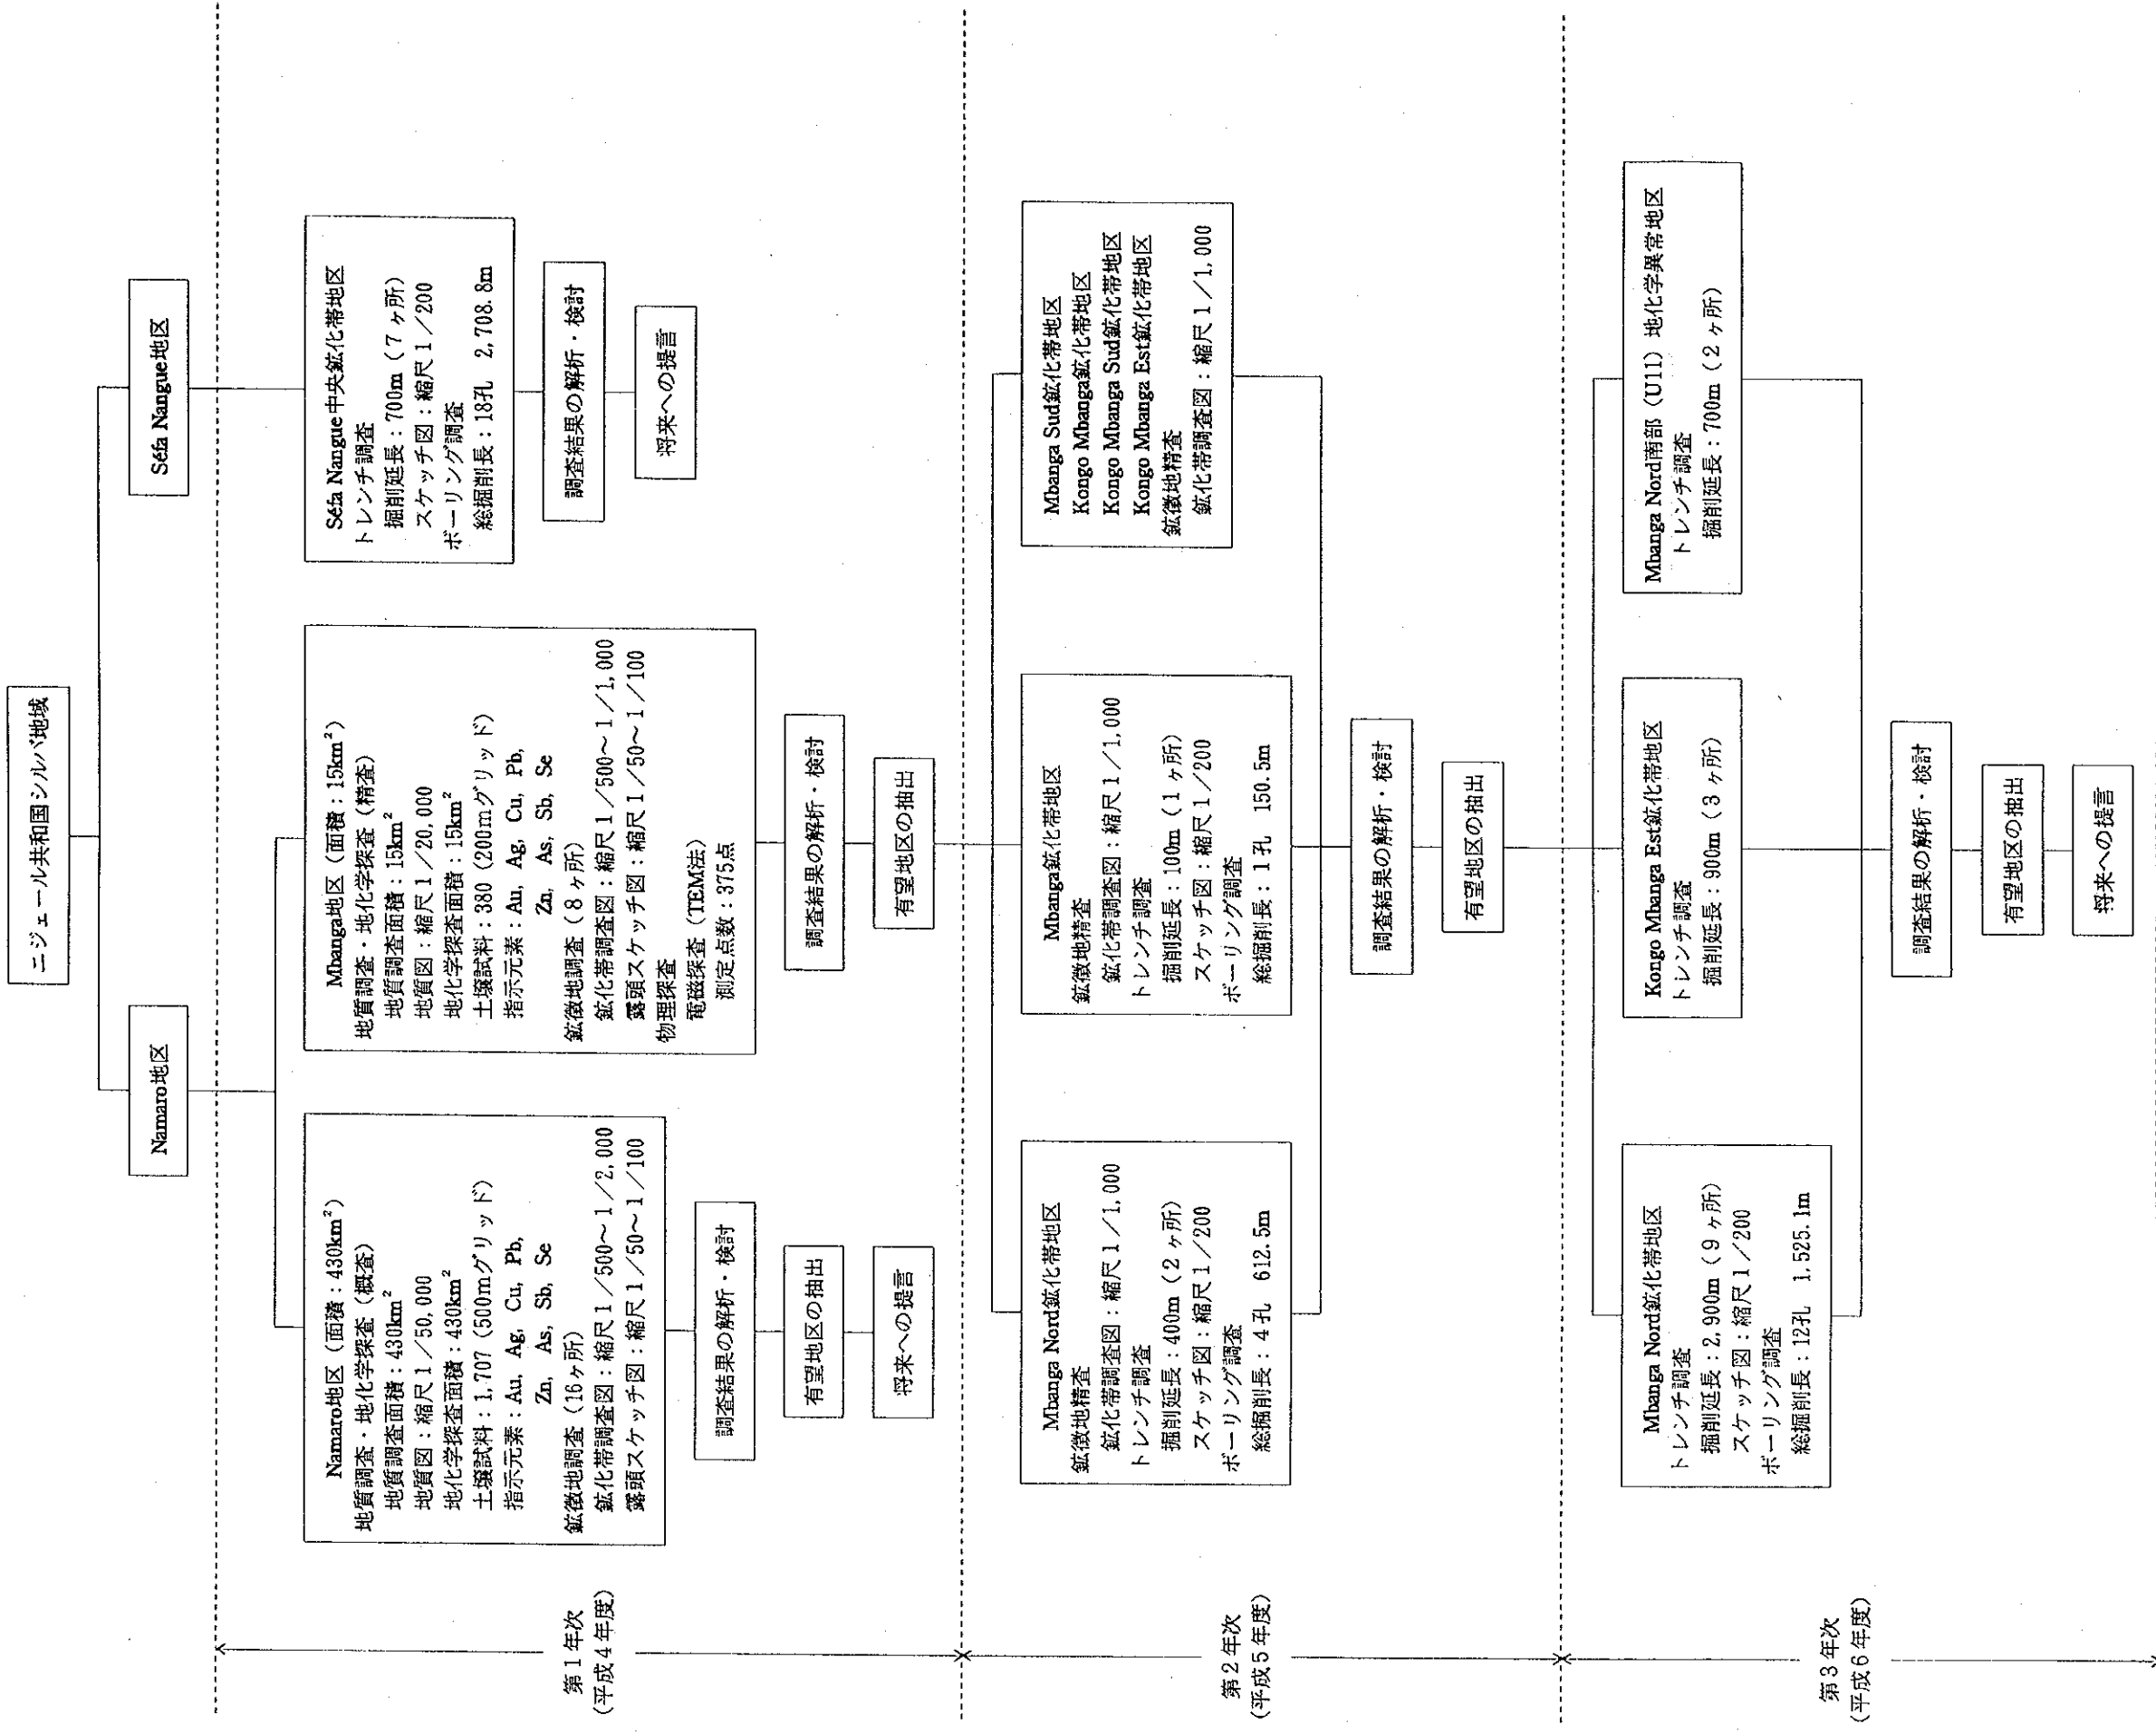 ニジェール共和国シルバ地域
Namaro地区
Séfa Nangue地区
第1年次
(平成4年度)
Namaro地区 (面積:430km²)
地質調査・地化学探査 (概査)
地質調査面積:430km²
地質図:縮尺1/50,000
地化学探査面積:430km²
土壌試料:1,707 (500mグリッド)
指示元素:Au, Ag, Cu, Pb,
Zn, As, Sb, Se
鉱徴地調査 (16ヶ所)
鉱化帯調査図:縮尺1/500~1/2,000
露頭スケッチ図:縮尺1/50~1/100
調査結果の解析・検討
有望地区の抽出
将来への提言
Mbanga地区 (面積:15km²)
地質調査・地化学探査 (精査)
地質調査面積:15km²
地質図:縮尺1/20,000
地化学探査面積:15km²
土壌試料:380 (200mグリッド)
指示元素:Au, Ag, Cu, Pb,
Zn, As, Sb, Se
鉱徴地調査 (8ヶ所)
鉱化帯調査図:縮尺1/500~1/1,000
露頭スケッチ図:縮尺1/50~1/100
物理探査
電磁探査 (TEM法)
測定点数:375点
調査結果の解析・検討
有望地区の抽出
Séfa Nangue中央鉱化帯地区
トレンチ調査
掘削延長:700m (7ヶ所)
スケッチ図:縮尺1/200
ボーリング調査
総掘削長:18孔 2,708.8m
調査結果の解析・検討
将来への提言
第2年次
(平成5年度)
Mbanga Nord鉱化帯地区
鉱徴地精査
鉱化帯調査図:縮尺1/1,000
トレンチ調査
掘削延長:400m (2ヶ所)
スケッチ図:縮尺1/200
ボーリング調査
総掘削長:4孔 612.5m
Mbanga鉱化帯地区
鉱徴地精査
鉱化帯調査図:縮尺1/1,000
トレンチ調査
掘削延長:100m (1ヶ所)
スケッチ図:縮尺1/200
ボーリング調査
総掘削長:1孔 150.5m
Mbanga Sud鉱化帯地区
Kongo Mbanga鉱化帯地区
Kongo Mbanga Sud鉱化帯地区
Kongo Mbanga Est鉱化帯地区
鉱徴地精査
鉱化帯調査図:縮尺1/1,000
調査結果の解析・検討
有望地区の抽出
第3年次
(平成6年度)
Mbanga Nord鉱化帯地区
トレンチ調査
掘削延長:2,900m (9ヶ所)
スケッチ図:縮尺1/200
ボーリング調査
総掘削長:12孔 1,525.1m
Kongo Mbanga Est鉱化帯地区
トレンチ調査
掘削延長:900m (3ヶ所)
Mbanga Nord南部 (U11) 地化学異常地区
トレンチ調査
掘削延長:700m (2ヶ所)
調査結果の解析・検討
有望地区の抽出
将来への提言